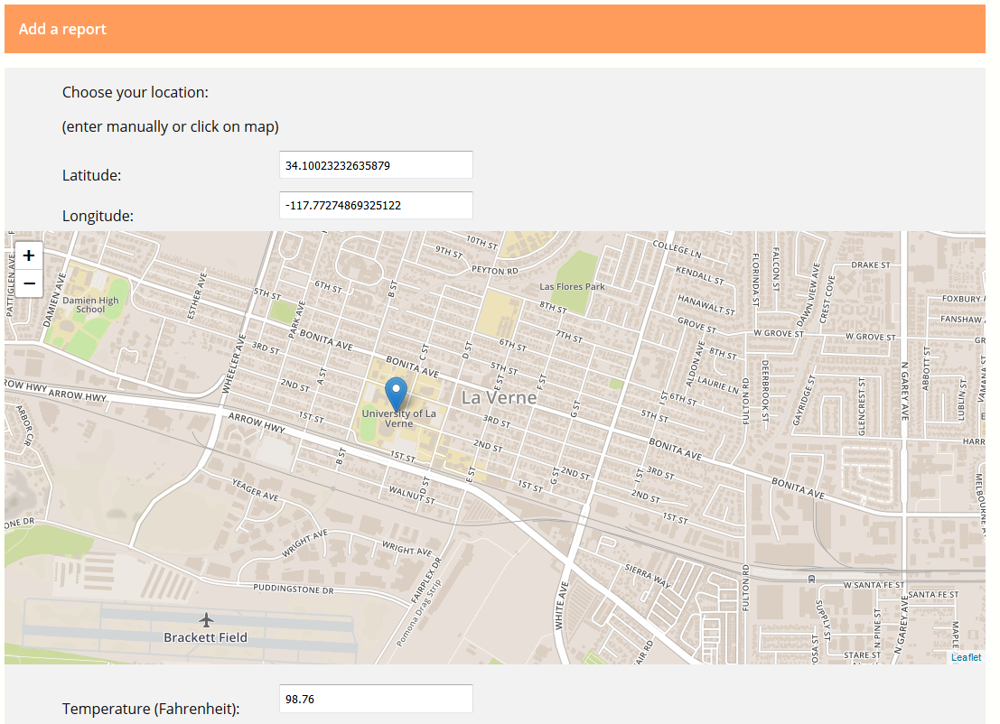 Add a report
Choose your location:
(enter manually or click on map)
Latitude:
34.10023232635879
Longitude:
-117.77274869325122
+
−
10TH ST
9TH ST
PEYTON RD
COLLEGE LN
KENDALL ST
FLORINDA ST
FALCON ST
DAWN VIEW AVE
CREST COVE
DRAKE ST
PATTIGLEN AVE
DAMIEN AVE
Damien High
School
ESTHER AVE
5TH ST
6TH ST
PARK AVE
B ST
Las Flores Park
8TH ST
HANAWALT ST
GROVE ST
FOXBURY
FANSHAW
W GROVE ST
W GROVE ST
GR
7TH ST
6TH ST
BONITA AVE
3RD ST
2ND ST
A ST
C ST
D ST
BONITA AVE
5TH ST
E ST
F ST
G ST
8TH ST
ALDON AVE
LAURIE LN
6TH ST
5TH ST
I ST
FULTON RD
DEERBROOK ST
GAYRIDGE ST
GLENCREST ST
N GAREY AVE
ABBOTT ST
LUBLIN ST
VAMANA ST
WHEELER AVE
ROW HWY
ARROW HWY
ARBOR CIR
ARROW HWY
1ST ST
University of La
Verne
La Verne
3RD ST
2ND ST
BONITA AVE
HARR
B ST
1ST ST
D ST
E ST
1ST ST
G ST
2ND ST
I ST
3RD ST
2ND ST
1ST ST
BONITA AVE
MELBOURNE A
YEAGER AVE
WALNUT ST
ONE DR
WRIGHT AVE
WRIGHT AVE
PUDDINGSTONE DR
FAIRPLEX DR
Pomona Drag Strip
Brackett Field
SIERRA WAY
WHITE AVE
FULTON RD
W SANTA FE ST
SANTA FE ST
SUPPLY ST
N PINE ST
N GAREY AVE
MAPLE
OSA ST
STARE ST
AIR RD
Leaflet
Temperature (Fahrenheit):
98.76